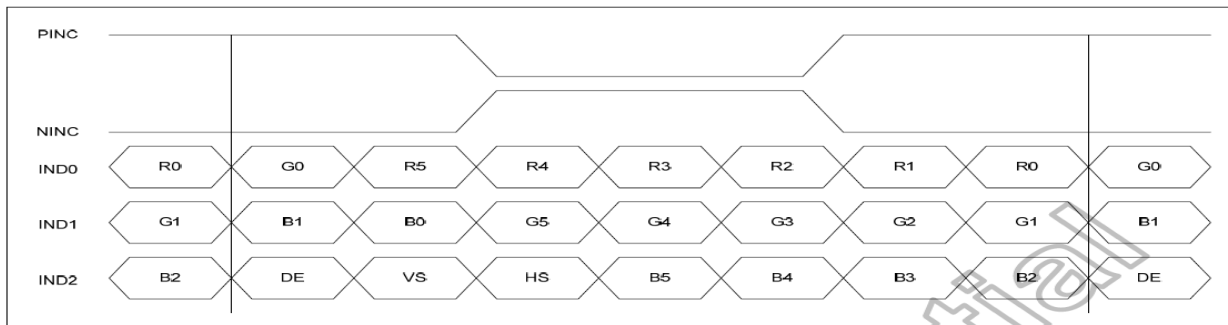 PINC
NINC
IND0 R0 G0 R5 R4 R3 R2 R1 R0 G0
IND1 G1 B1 B0 G5 G4 G3 G2 G1 B1
IND2 B2 DE VS HS B5 B4 B3 B2 DE
tial